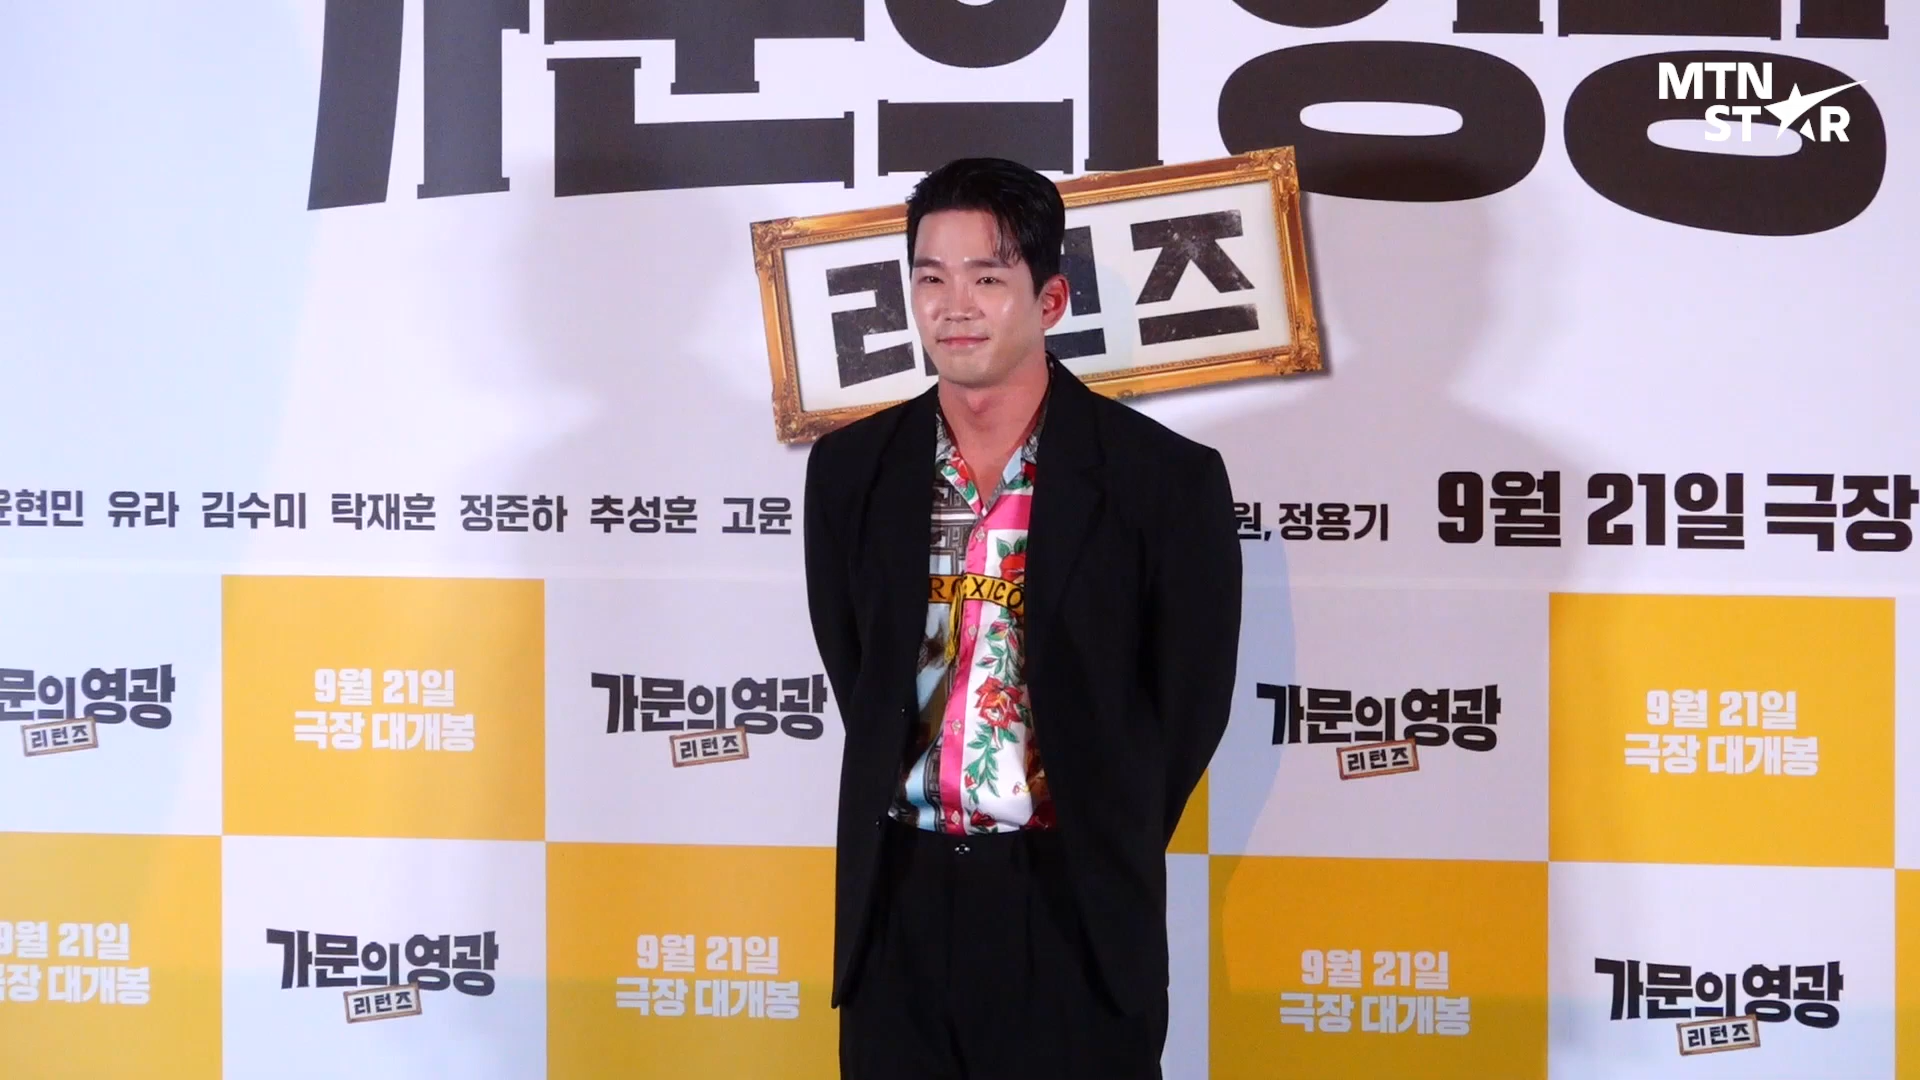 가문의 영광
MTN
STAR
리턴즈
윤현민 유라 김수미 탁재훈 정준하 추성훈 고윤
원, 정용기
9월 21일 극장
가문의 영광
리턴즈
9월 21일
극장 대개봉
가문의 영광
리턴즈
가문의 영광
리턴즈
9월 21일
극장 대개봉
9월 21일
극장 대개봉
가문의 영광
리턴즈
9월 21일
극장 대개봉
9월 21일
극장 대개봉
가문의 영광
리턴즈